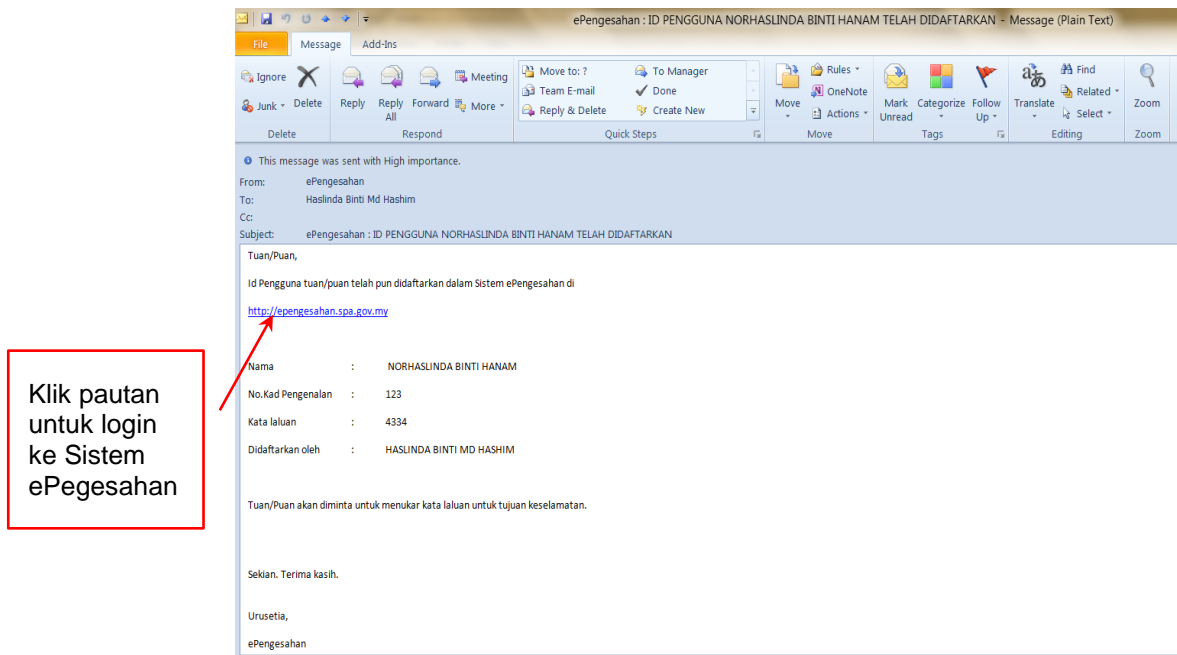 ePengesahan : ID PENGGUNA NORHASLINDA BINTI HANAM TELAH DIDAFTARKAN - Message (Plain Text)
File Message Add-Ins
Ignore
Junk
Delete
Reply
Reply All
Forward
Meeting
More
Move to: ?
Team E-mail
Reply & Delete
To Manager
Done
Create New
Move
Rules
OneNote
Actions
Mark Unread
Categorize
Follow Up
Translate
Find
Related
Select
Zoom
Delete Respond Quick Steps Move Tags Editing Zoom
This message was sent with High importance.
From: ePengesahan
To: Haslinda Binti Md Hashim
Cc:
Subject: ePengesahan : ID PENGGUNA NORHASLINDA BINTI HANAM TELAH DIDAFTARKAN
Tuan/Puan,
Id Pengguna tuan/puan telah pun didaftarkan dalam Sistem ePengesahan di
http://epengesahan.spa.gov.my
Nama : NORHASLINDA BINTI HANAM
No.Kad Pengenalan : 123
Kata laluan : 4334
Didaftarkan oleh : HASLINDA BINTI MD HASHIM
Tuan/Puan akan diminta untuk menukar kata laluan untuk tujuan keselamatan.
Sekian. Terima kasih.
Urusetia,
ePengesahan
Klik pautan
untuk login
ke Sistem
ePegesahan